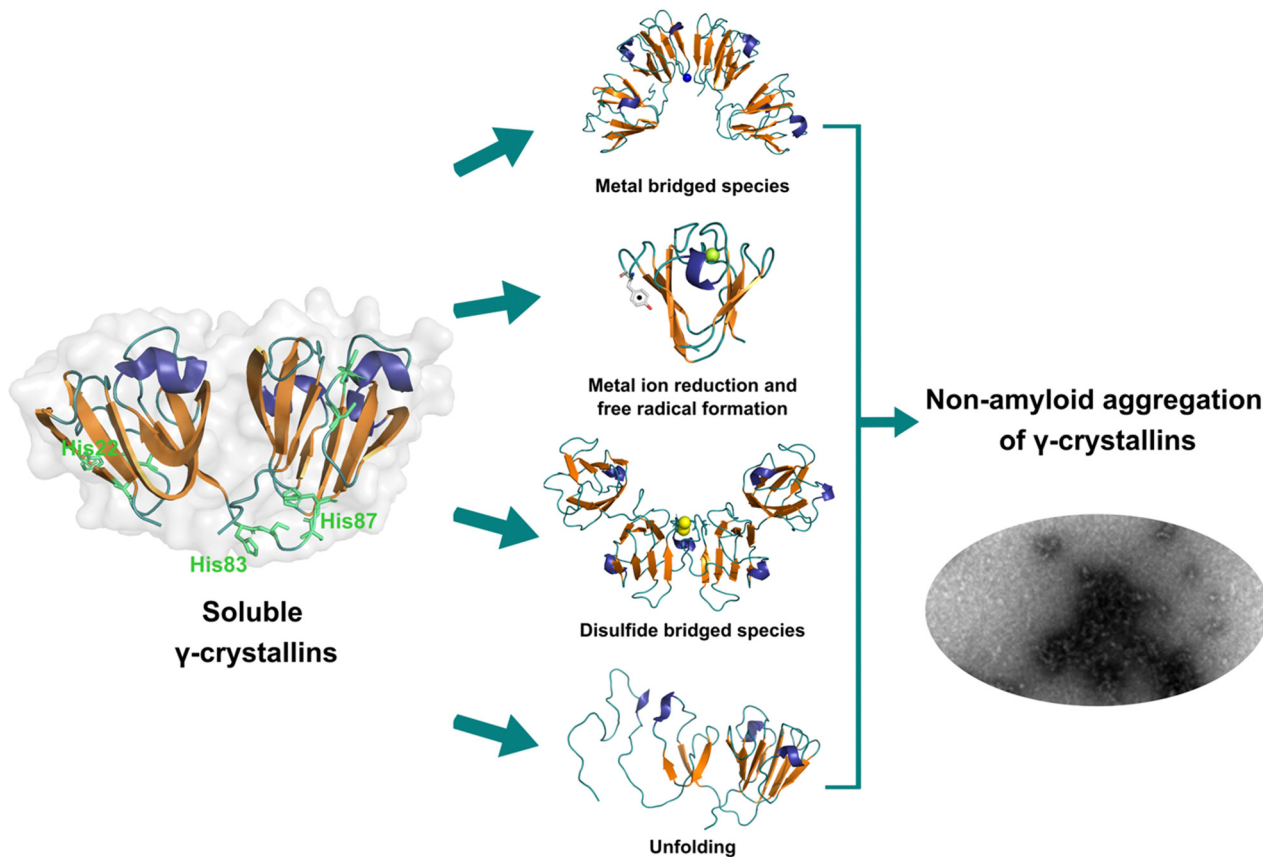 His22
His87
His83
Soluble
γ-crystallins
Metal bridged species
Metal ion reduction and
free radical formation
Disulfide bridged species
Unfolding
Non-amyloid aggregation
of γ-crystallins